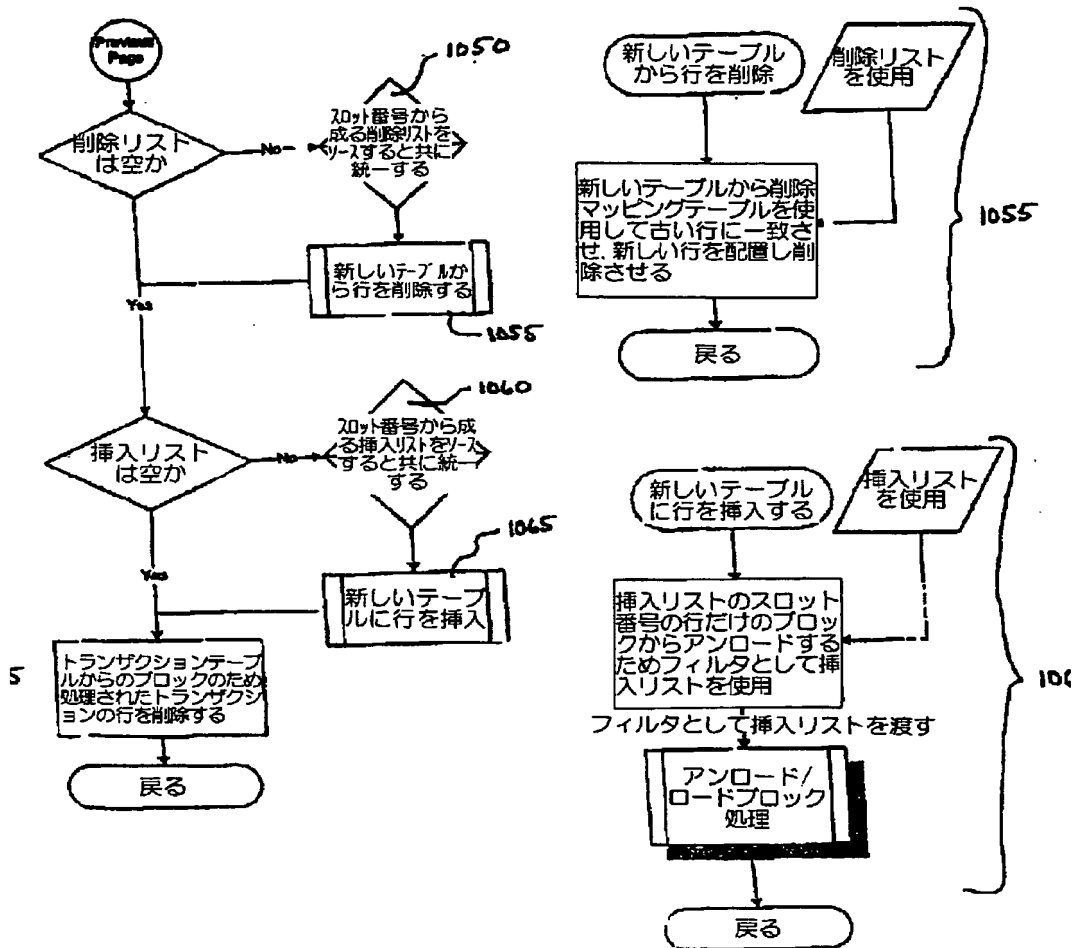 Previous
Page
削除リスト
は空か
No
1050
スロット番号から
成る削除リストを
ソースすると共に統
一する
新しいテーブルか
ら行を削除する
1055
Yes
挿入リスト
は空か
No
1060
スロット番号から成
る挿入リストをソース
すると共に統一
する
1065
新しいテーブ
ルに行を挿入
Yes
トランザクションテーブ
ルからのブロックのため
処理されたトランザクシ
ョンの行を削除する
戻る
新しいテーブル
から行を削除
削除リスト
を使用
新しいテーブルから削除
マッピングテーブルを使
用して古い行に一致さ
せ、新しい行を配置し削
除させる
1055
戻る
新しいテーブル
に行を挿入する
挿入リスト
を使用
挿入リストのスロット
番号の行だけのブロッ
クからアンロードする
ためフィルタとして挿
入リストを使用
フィルタとして挿入リストを渡す
アンロード/
ロードブロック
処理
戻る